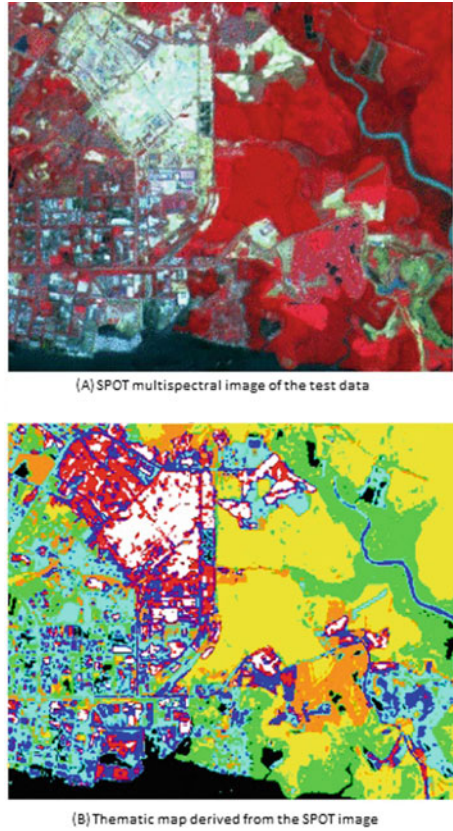 (A) SPOT multispectral image of the test data
(B) Thematic map derived from the SPOT image